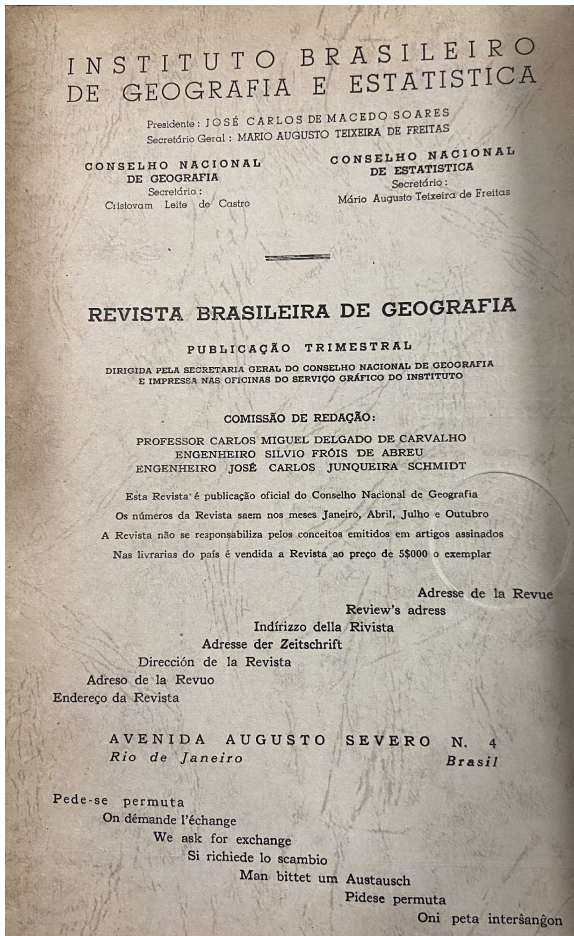 INSTITUTO BRASILEIRO
DE GEOGRAFIA E ESTATISTICA
Presidente: JOSÉ CARLOS DE MACEDO SOARES
Secretário Geral: MARIO AUGUSTO TEIXEIRA DE FREITAS
CONSELHO NACIONAL
DE GEOGRAFIA
Secretário:
Cristovam Leite de Castro
CONSELHO NACIONAL
DE ESTATISTICA
Secretário:
Mário Augusto Teixeira de Freitas
REVISTA BRASILEIRA DE GEOGRAFIA
PUBLICAÇÃO TRIMESTRAL
DIRIGIDA PELA SECRETARIA GERAL DO CONSELHO NACIONAL DE GEOGRAFIA
E IMPRESSA NAS OFICINAS DO SERVIÇO GRÁFICO DO INSTITUTO
COMISSÃO DE REDAÇÃO:
PROFESSOR CARLOS MIGUEL DELGADO DE CARVALHO
ENGENHEIRO SILVIO FRÓIS DE ABREU
ENGENHEIRO JOSÉ CARLOS JUNQUEIRA SCHMIDT
Esta Revista é publicação oficial do Conselho Nacional de Geografia
Os números da Revista saem nos meses Janeiro, Abril, Julho e Outubro
A Revista não se responsabiliza pelos conceitos emitidos em artigos assinados
Nas livrarias do país é vendida a Revista ao preço de 5$000 o exemplar
Adresse de la Revue
Review's adress
Indírizzo della Rivista
Adresse der Zeitschrift
Dirección de la Revista
Adreso de la Revuo
Endereço da Revista
AVENIDA AUGUSTO SEVERO N. 4
Rio de Janeiro Brasil
Pede-se permuta
On démande l'échange
We ask for exchange
Si richiede lo scambio
Man bittet um Austausch
Pidese permuta
Oni peta interŝanĝon